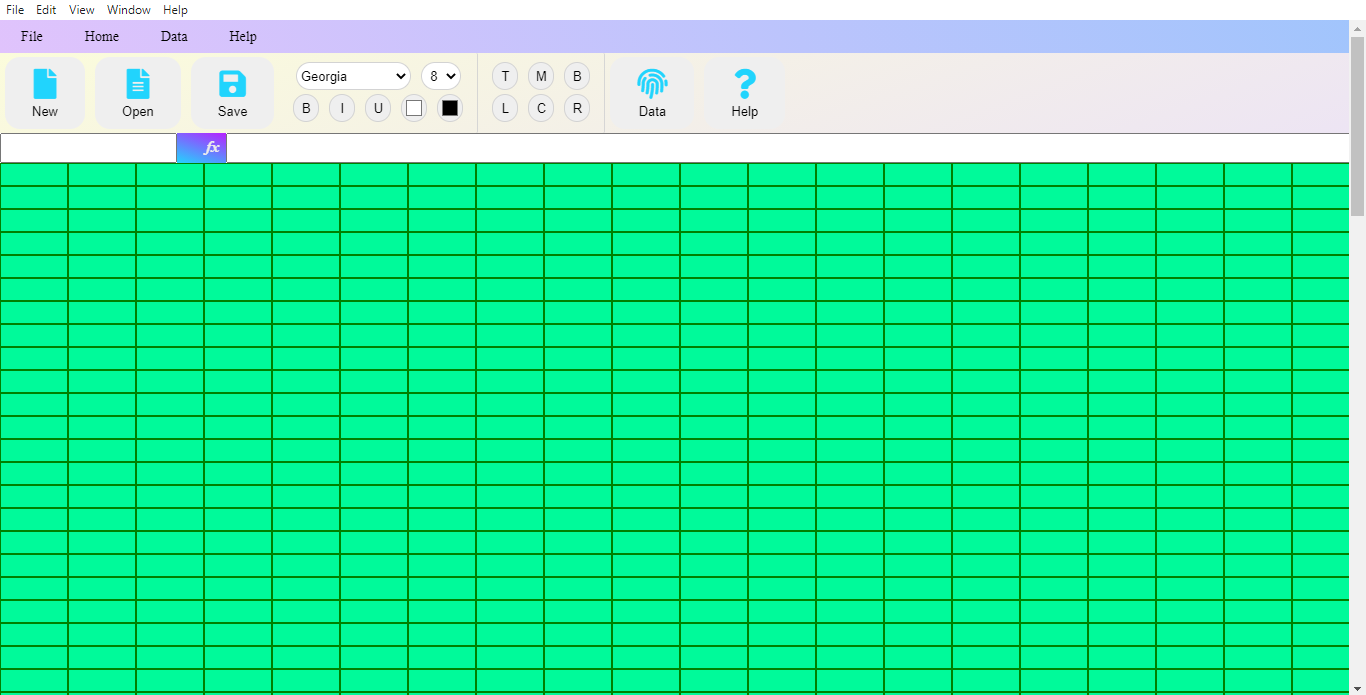 File Edit View Window Help
File Home Data Help
Georgia 8 T M B
New Open Save B I U L C R Data Help
fx